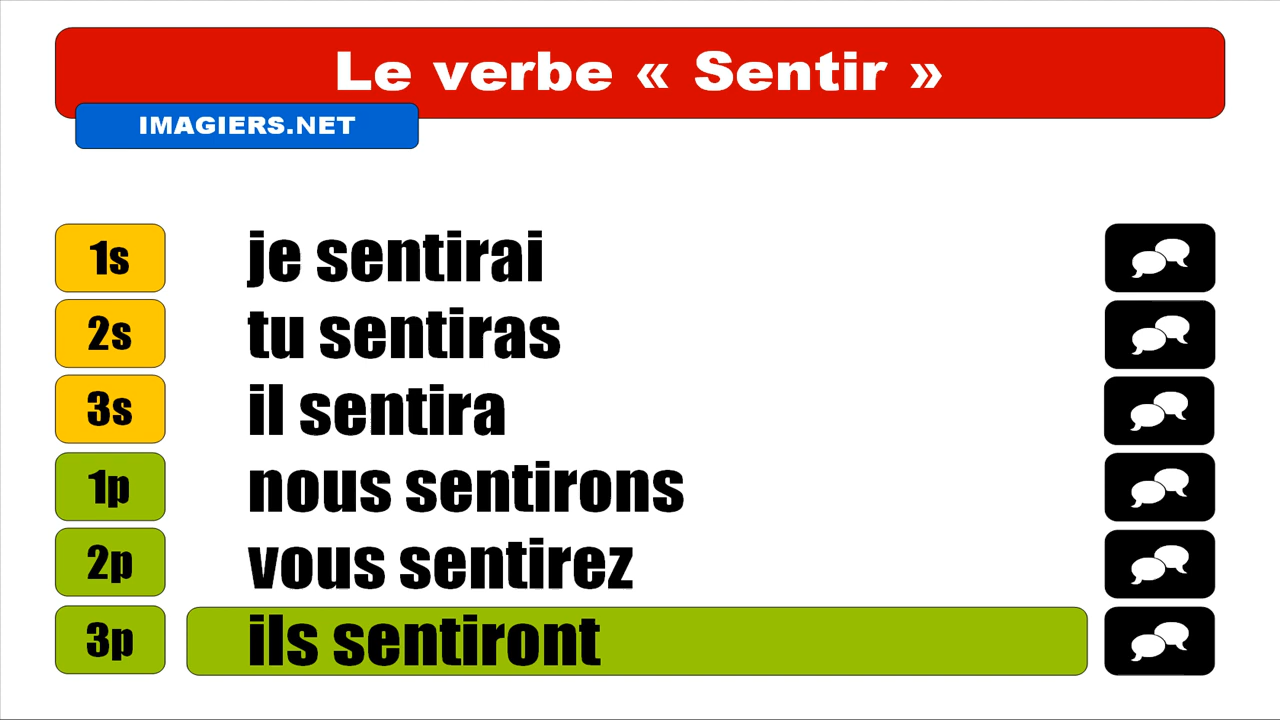 Le verbe « Sentir »
IMAGIERS.NET
1s je sentirai
2s tu sentiras
3s il sentira
1p nous sentirons
2p vous sentirez
3p ils sentiront